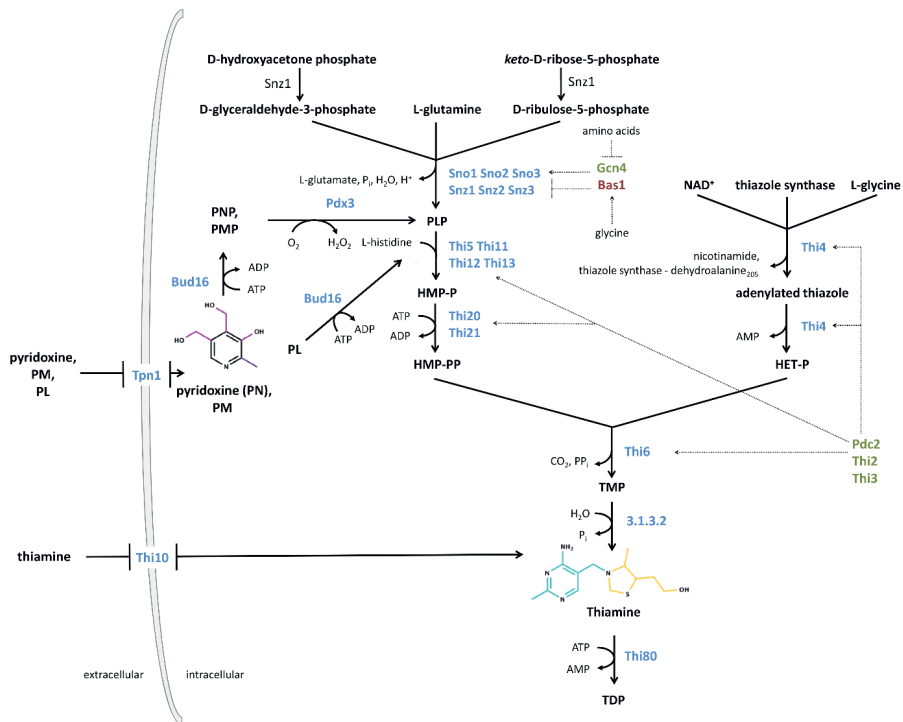 D-hydroxyacetone phosphate
keto-D-ribose-5-phosphate
Snz1
Snz1
D-glyceraldehyde-3-phosphate
L-glutamine
D-ribulose-5-phosphate
amino acids
Gcn4
Bas1
glycine
L-glutamate, Pi, H2O, H+
Sno1 Sno2 Sno3
Snz1 Snz2 Snz3
NAD+
thiazole synthase
L-glycine
Pdx3
PNP,
PMP
O2
H2O2
PLP
L-histidine
Thi5 Thi11
Thi12 Thi13
nicotinamide,
thiazole synthase - dehydroalanine205
Thi4
adenylated thiazole
Bud16
ADP
ATP
Bud16
ADP
ATP
PL
HMP-P
ATP
ADP
Thi20
Thi21
HMP-PP
AMP
Thi4
HET-P
HO
HO
OH
N
pyridoxine,
PM,
PL
Tpn1
pyridoxine (PN),
PM
Thi6
CO2, PPi
TMP
Pdc2
Thi2
Thi3
H2O
Pi
3.1.3.2
thiamine
Thi10
NH2
N
N
N
S
OH
Thiamine
ATP
AMP
Thi80
TDP
extracellular
intracellular